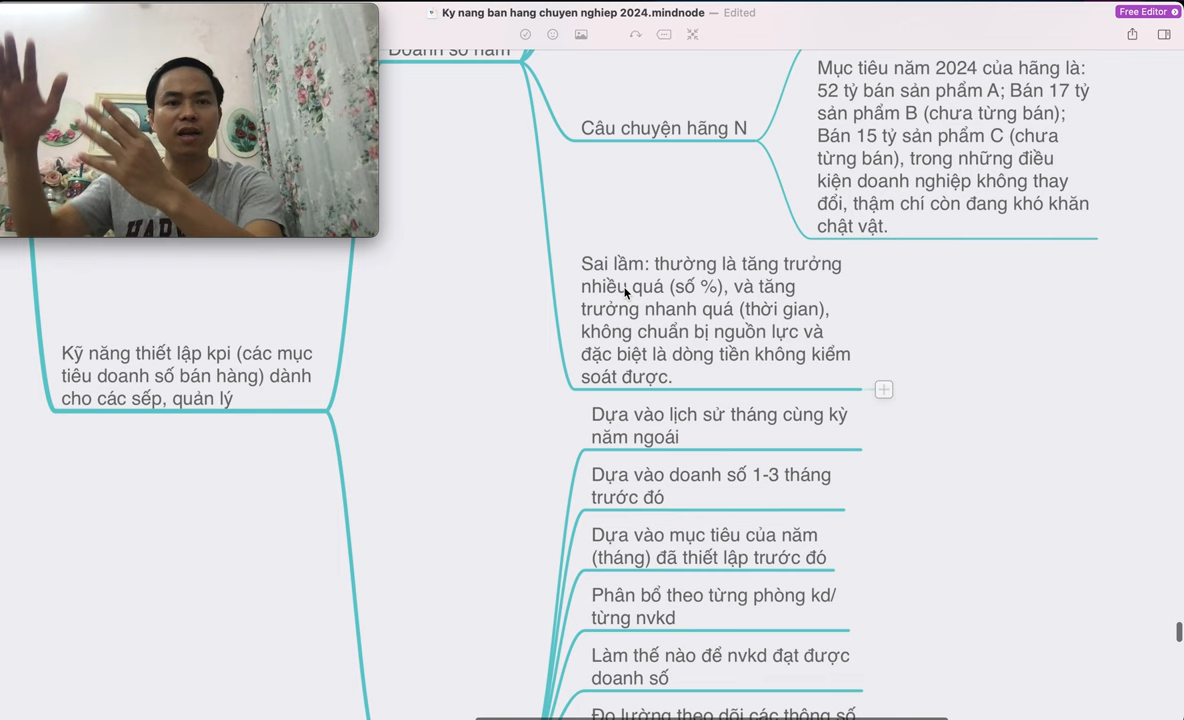 Ky nang ban hang chuyen nghiep 2024.mindnode — Edited
Free Editor
Doanh số năm
Mục tiêu năm 2024 của hãng là:
52 tỷ bán sản phẩm A; Bán 17 tỷ
sản phẩm B (chưa từng bán);
Bán 15 tỷ sản phẩm C (chưa
từng bán), trong những điều
kiện doanh nghiệp không thay
đổi, thậm chí còn đang khó khăn
chật vật.
Câu chuyện hãng N
Sai lầm: thường là tăng trưởng
nhiều quá (số %), và tăng
trưởng nhanh quá (thời gian),
không chuẩn bị nguồn lực và
đặc biệt là dòng tiền không kiểm
soát được.
Kỹ năng thiết lập kpi (các mục
tiêu doanh số bán hàng) dành
cho các sếp, quản lý
Dựa vào lịch sử tháng cùng kỳ
năm ngoái
Dựa vào doanh số 1-3 tháng
trước đó
Dựa vào mục tiêu của năm
(tháng) đã thiết lập trước đó
Phân bổ theo từng phòng kd/
từng nvkd
Làm thế nào để nvkd đạt được
doanh số
Đo lường theo dõi các thông số